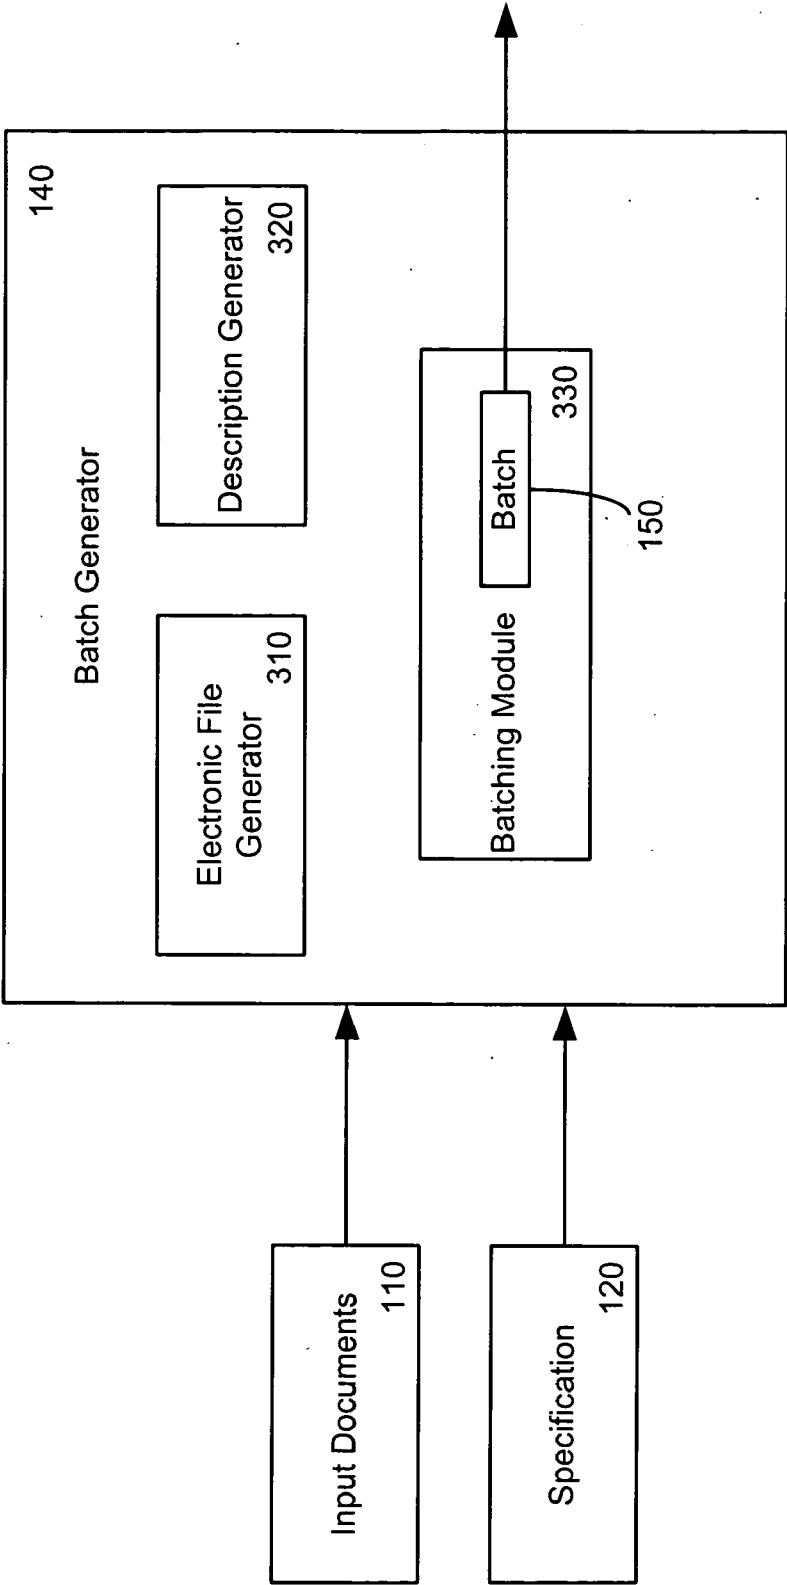 Batch Generator
140
Electronic File
Generator
310
Description Generator
320
Input Documents
110
Batching Module
Batch
330
150
Specification
120